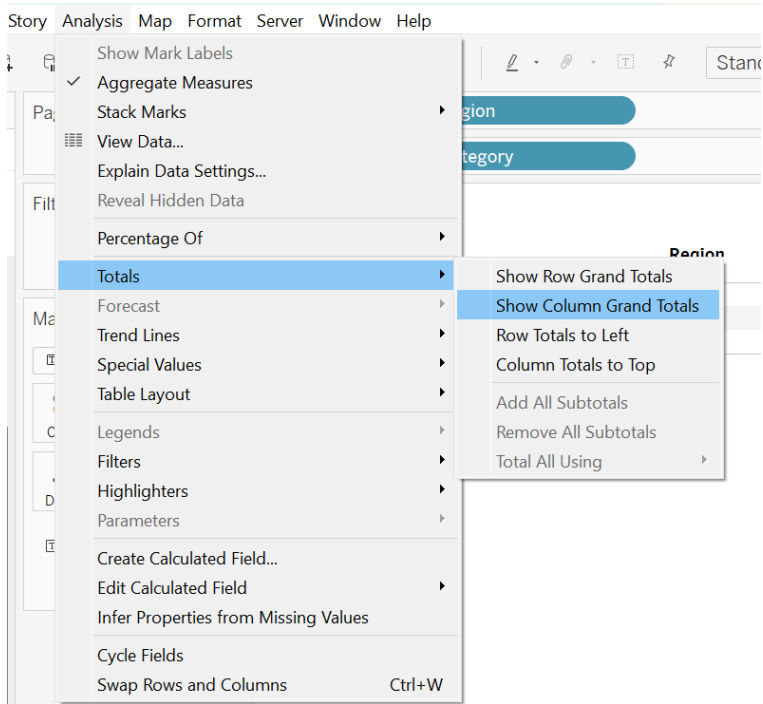 Story Analysis Map Format Server Window Help
Show Mark Labels
Aggregate Measures
Stack Marks
View Data...
Explain Data Settings...
Reveal Hidden Data
Percentage Of
Totals
Forecast
Trend Lines
Special Values
Table Layout
Legends
Filters
Highlighters
Parameters
Create Calculated Field...
Edit Calculated Field
Infer Properties from Missing Values
Cycle Fields
Swap Rows and Columns Ctrl+W
Show Row Grand Totals
Show Column Grand Totals
Row Totals to Left
Column Totals to Top
Add All Subtotals
Remove All Subtotals
Total All Using
Stand
Pa
gion
tegory
Filt
Region
Ma
D